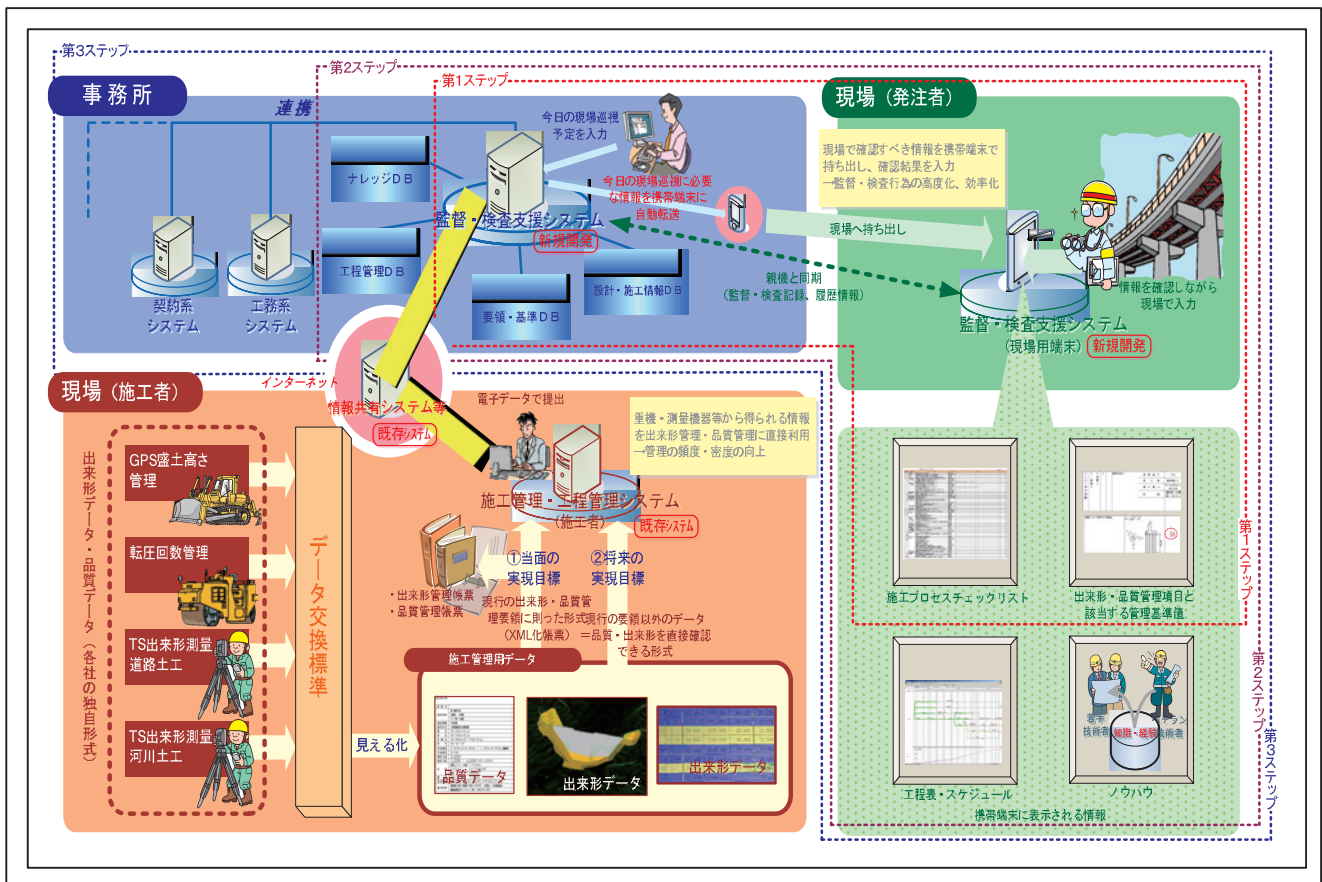 第3ステップ
第2ステップ
第1ステップ
事務所
連携
今日の現場巡視
予定を入力
ナレッジDB
今日の現場巡視に必要
な情報を携帯端末に
自動転送
監督・検査支援システム
新規開発
工程管理DB
設計・施工情報DB
要領・基準DB
契約系
システム
工務系
システム
現場(発注者)
現場で確認すべき情報を携帯端末で
持ち出し、確認結果を入力
→監督・検査行為の高度化、効率化
現場へ持ち出し
親機と同期
(監督・検査記録、履歴情報)
情報を確認しながら
現場で入力
監督・検査支援システム
(現場用端末)
新規開発
インターネット
情報共有システム等
既存システム
現場(施工者)
出来形データ・品質データ(各社の独自形式)
GPS盛土高さ
管理
転圧回数管理
TS出来形測量
道路土工
TS出来形測量
河川土工
データ交換標準
電子データで提出
重機・測量機器等から得られる情報
を出来形管理・品質管理に直接利用
→管理の頻度・密度の向上
施工管理・工程管理システム
(施工者)
既存システム
①当面の
実現目標
②将来の
実現目標
・出来形管理帳票
・品質管理帳票
現行の出来形・品質管
理要領に則った形式
(XML化帳票)
現行の要領以外のデータ
=品質・出来形を直接確認
できる形式
施工管理用データ
見える化
品質データ
出来形データ
出来形データ
施工プロセスチェックリスト
出来形・品質管理項目と
該当する管理基準値
工程表・スケジュール
若手
技術者
知識・経験
技術者
ノウハウ
携帯端末に表示される情報
第1ステップ
第2ステップ
第3ステップ